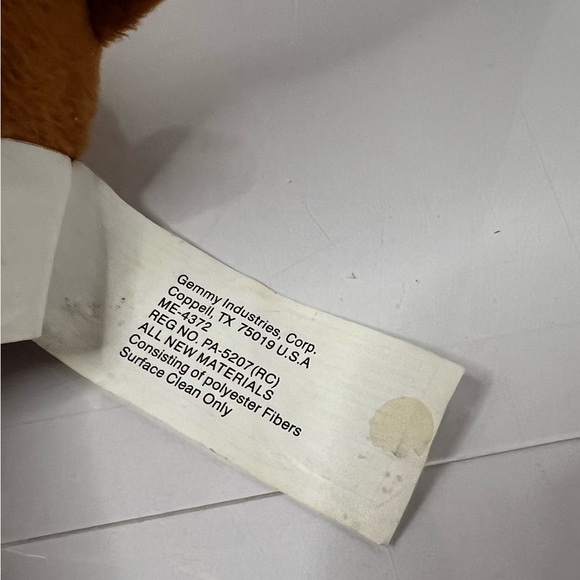 Gemmy Industries, Corp.
Coppell, TX 75019 U.S.A
ME-4372
REG NO. PA-5207(RC)
ALL NEW MATERIALS
Consisting of polyester Fibers
Surface Clean Only